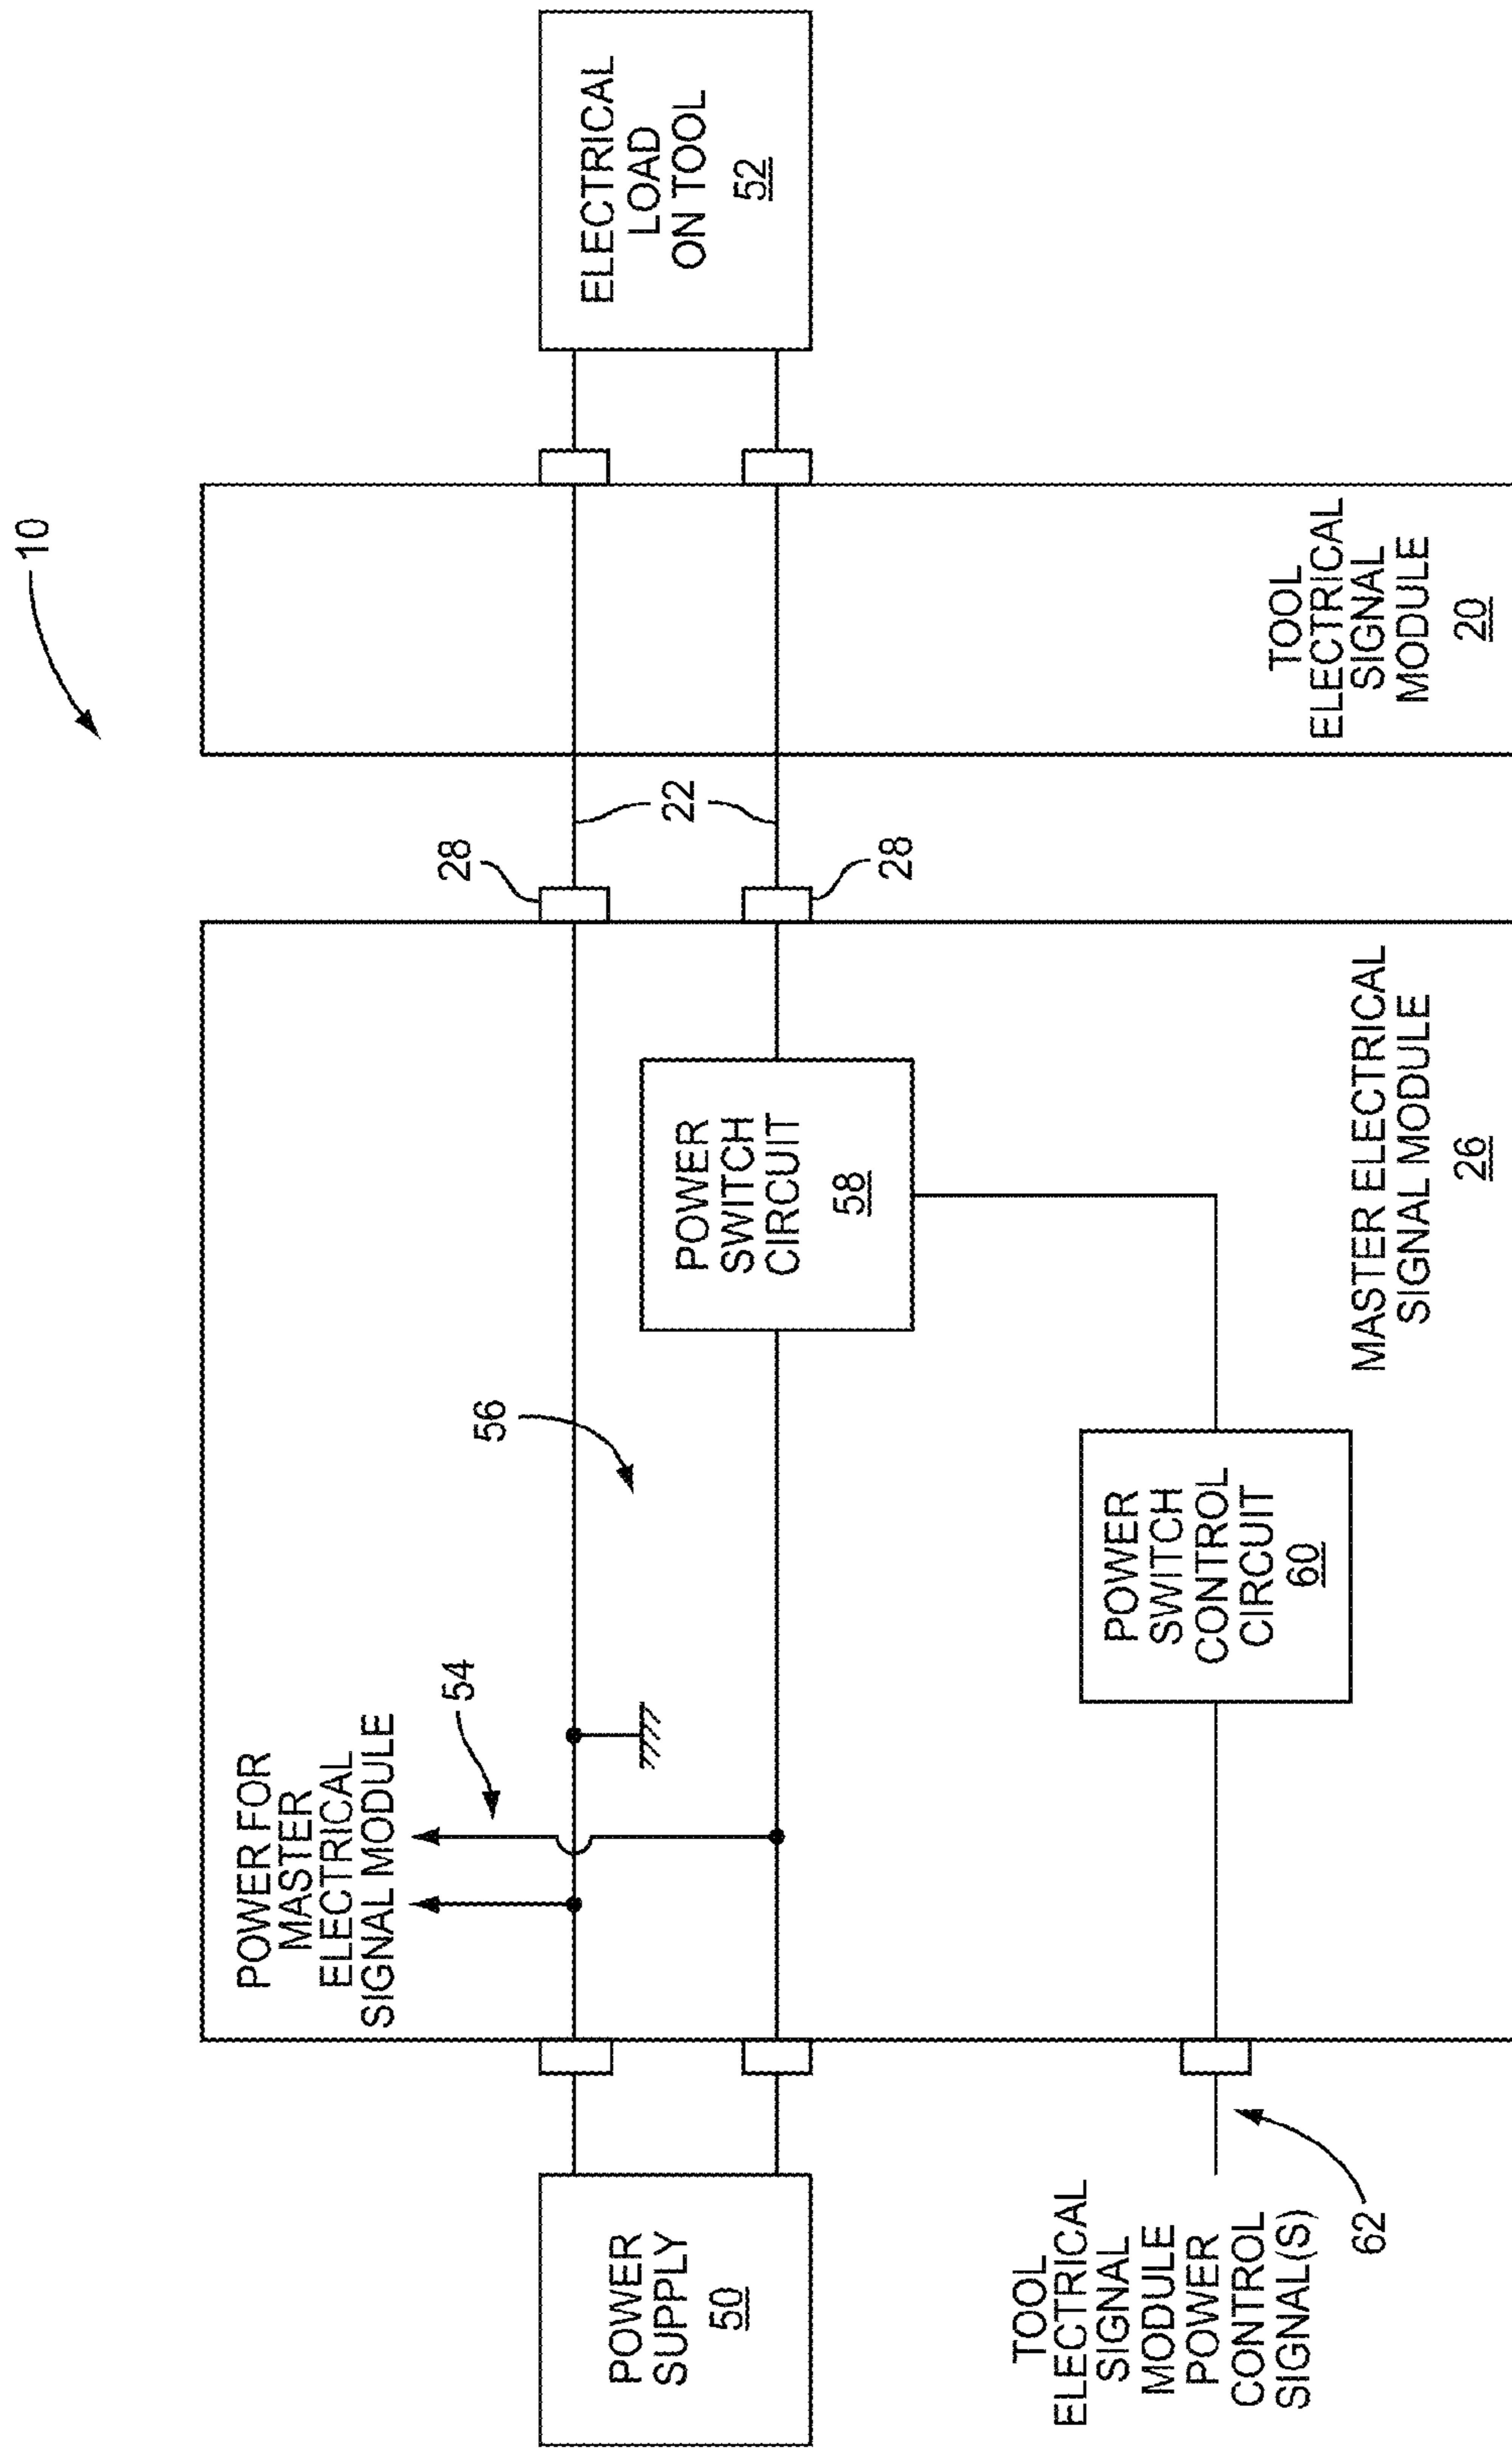 10
POWER FOR
MASTER
ELECTRICAL
SIGNAL MODULE
54
56
28
22
28
POWER
SUPPLY
50
POWER
SWITCH
CIRCUIT
58
ELECTRICAL
LOAD
ON TOOL
52
TOOL
ELECTRICAL
SIGNAL
MODULE
POWER
CONTROL
SIGNAL(S)
62
POWER
SWITCH
CONTROL
CIRCUIT
60
MASTER ELECTRICAL
SIGNAL MODULE
26
TOOL
ELECTRICAL
SIGNAL
MODULE
20